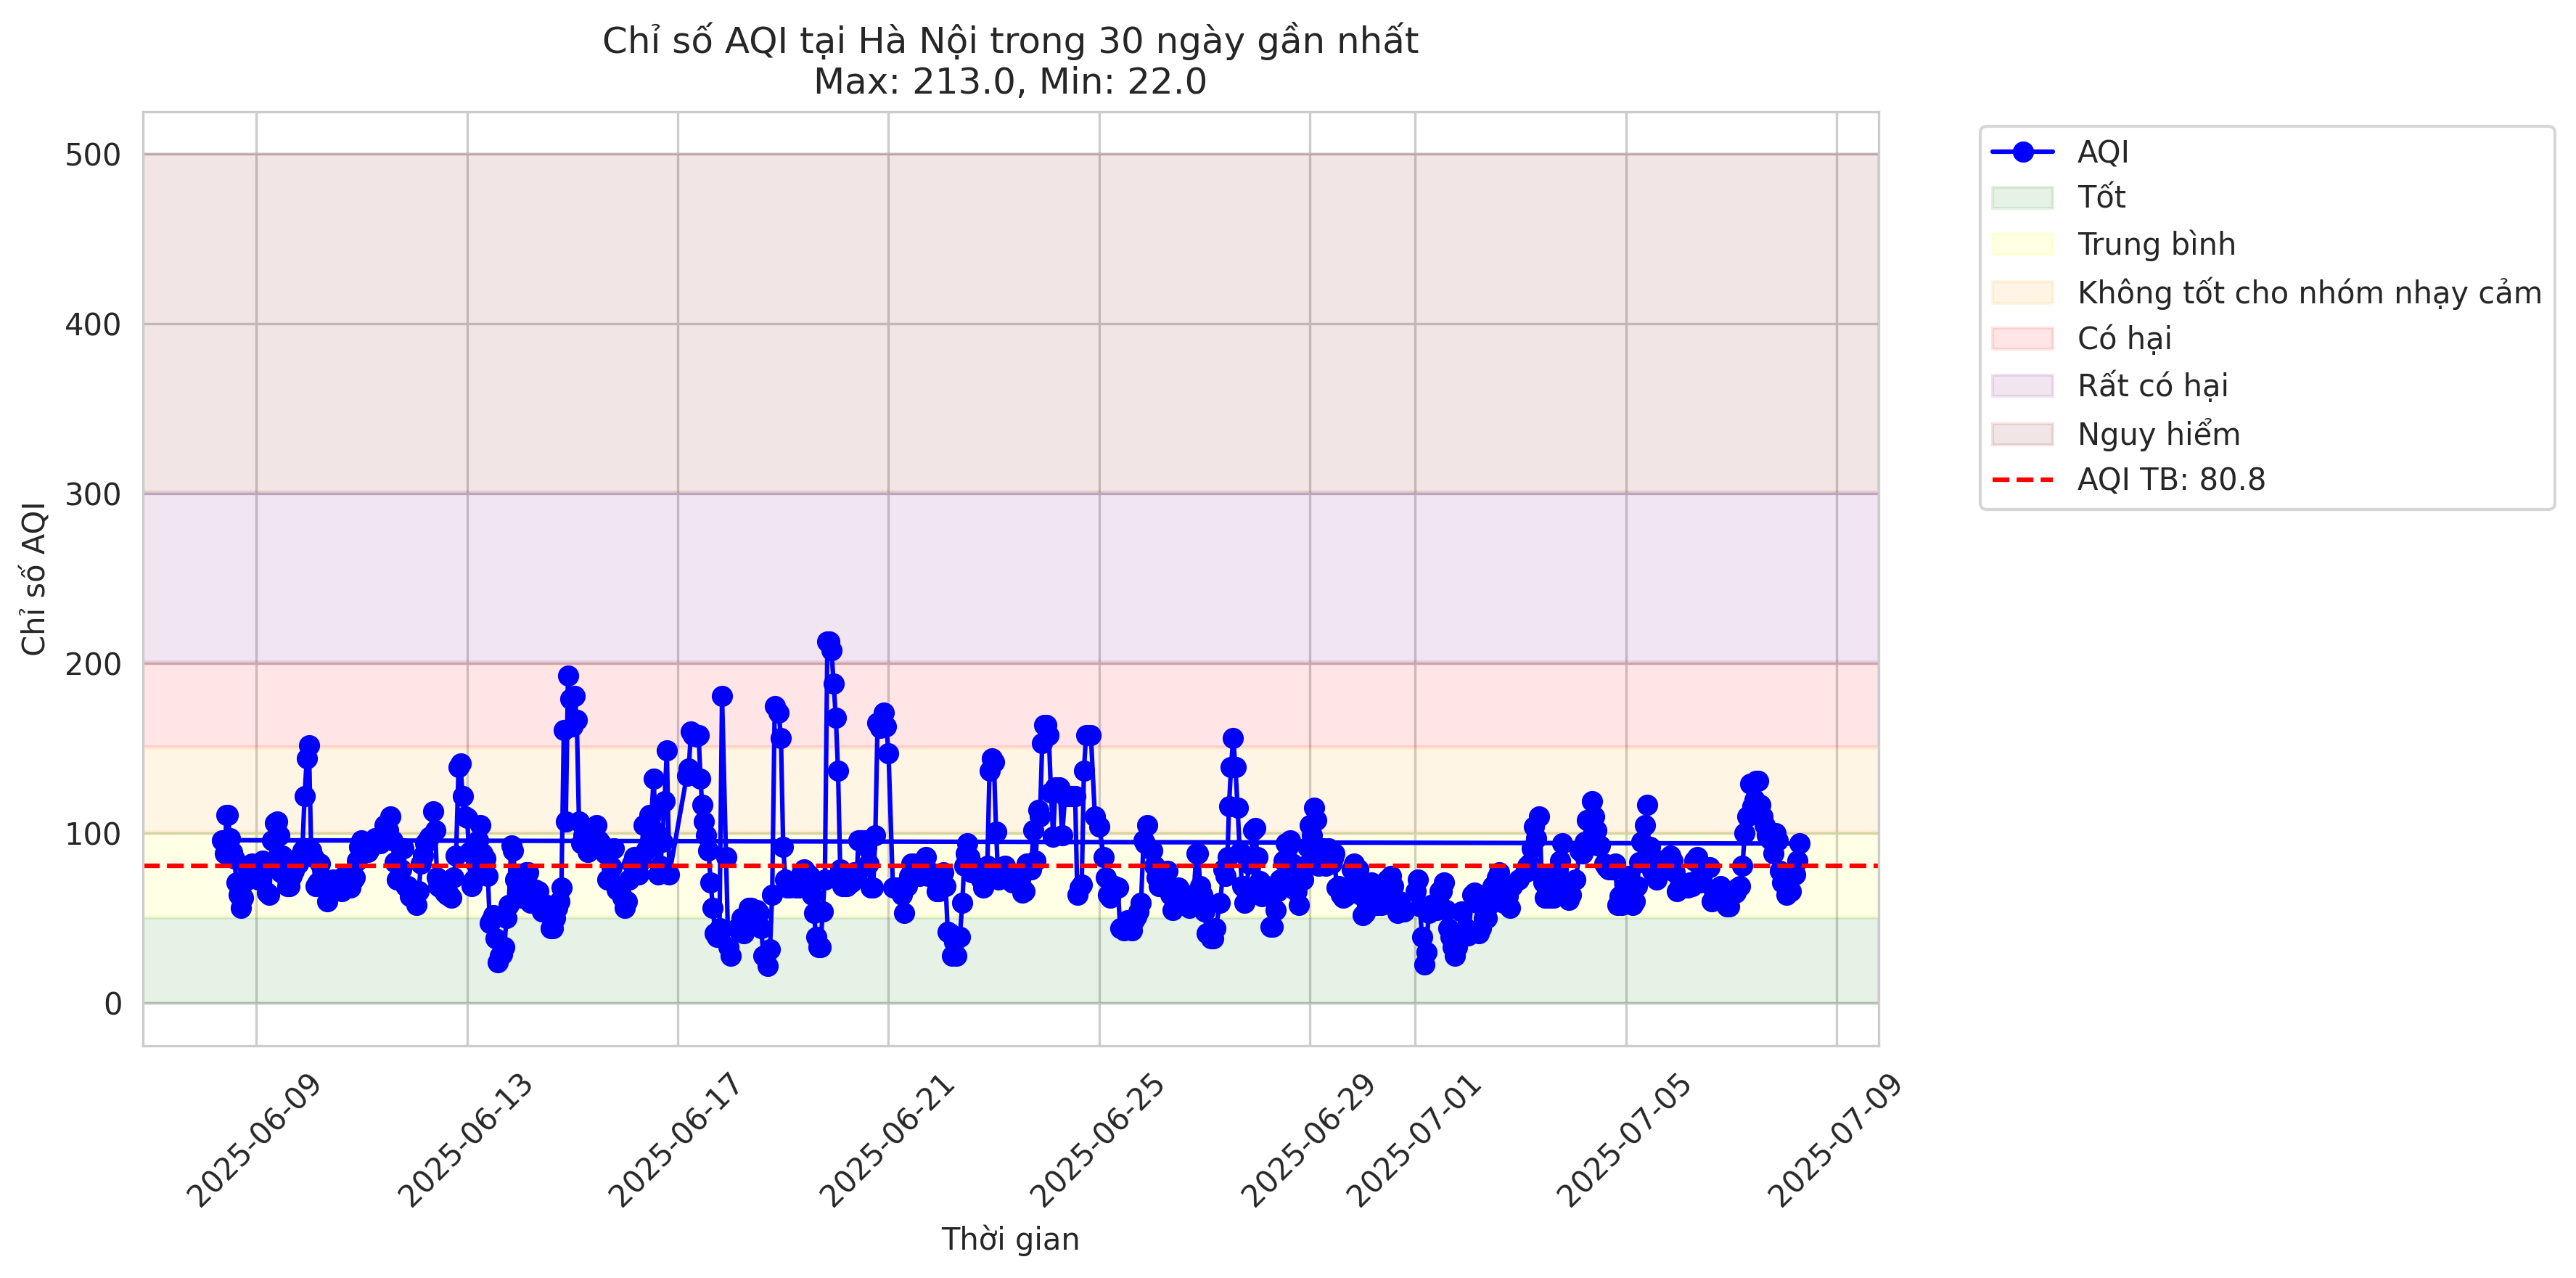 Chỉ số AQI tại Hà Nội trong 30 ngày gần nhất
Max: 213.0, Min: 22.0
Chỉ số AQI
500
400
300
200
100
0
2025-06-09
2025-06-13
2025-06-17
2025-06-21
2025-06-25
2025-06-29
2025-07-01
2025-07-05
2025-07-09
Thời gian
AQI
Tốt
Trung bình
Không tốt cho nhóm nhạy cảm
Có hại
Rất có hại
Nguy hiểm
AQI TB: 80.8